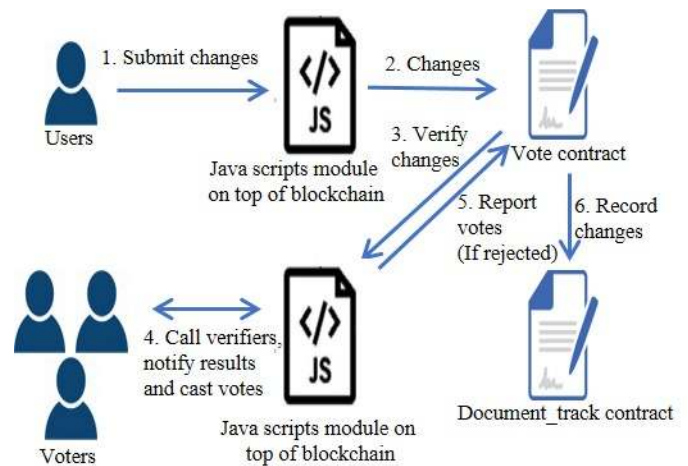 1. Submit changes
2. Changes
</>
JS
Users
3. Verify
changes
Vote contract
Java scripts module
on top of blockchain
5. Report
votes
(If rejected)
6. Record
changes
4. Call verifiers,
notify results
and cast votes
</>
JS
Document_track contract
Voters
Java scripts module on
top of blockchain